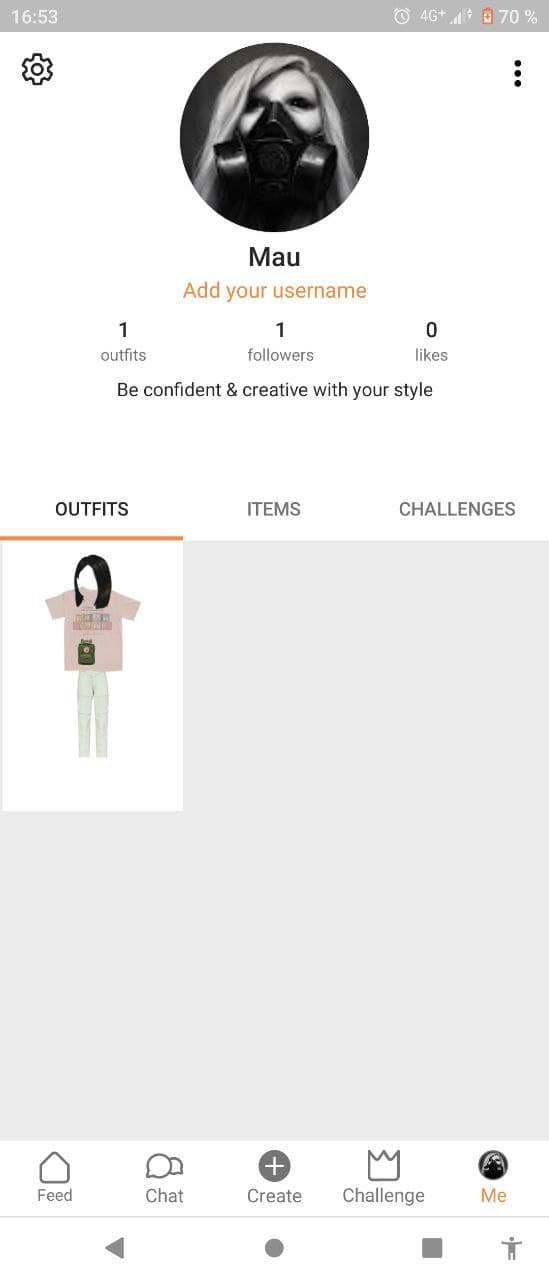 16:53
4G+
70 %
Mau
Add your username
1
outfits
1
followers
0
likes
Be confident & creative with your style
OUTFITS
ITEMS
CHALLENGES
Feed
Chat
Create
Challenge
Me